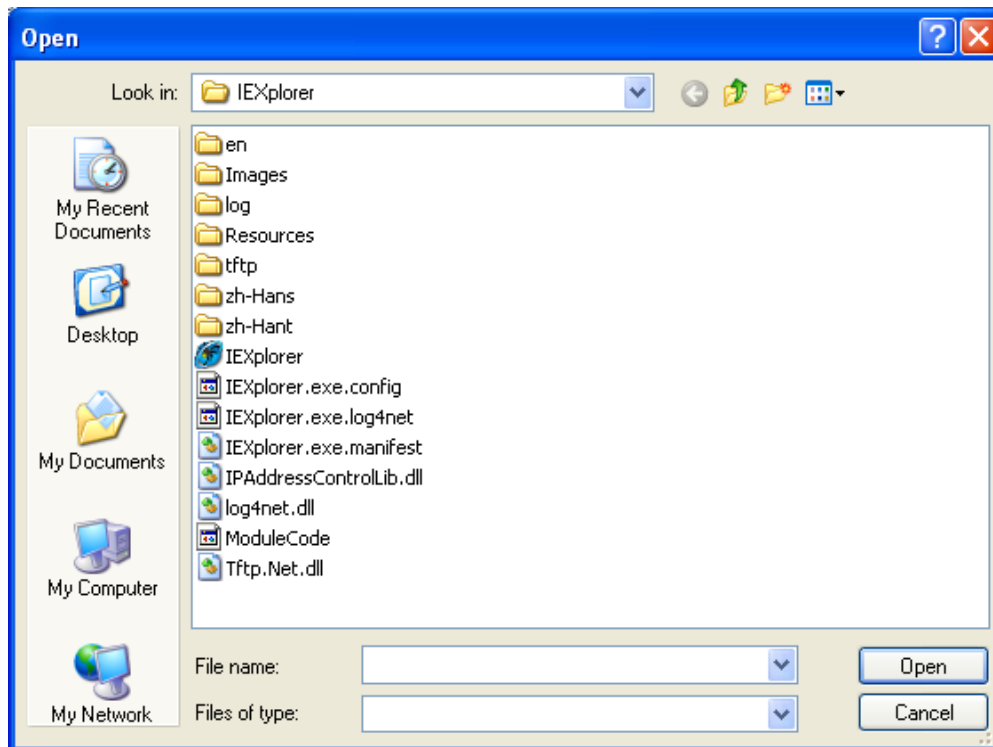 Open
Look in:
IEXplorer
My Recent
Documents
Desktop
My Documents
My Computer
My Network
en
Images
log
Resources
tftp
zh-Hans
zh-Hant
IEXplorer
IEXplorer.exe.config
IEXplorer.exe.log4net
IEXplorer.exe.manifest
IPAddressControlLib.dll
log4net.dll
ModuleCode
Tftp.Net.dll
File name:
Open
Files of type:
Cancel